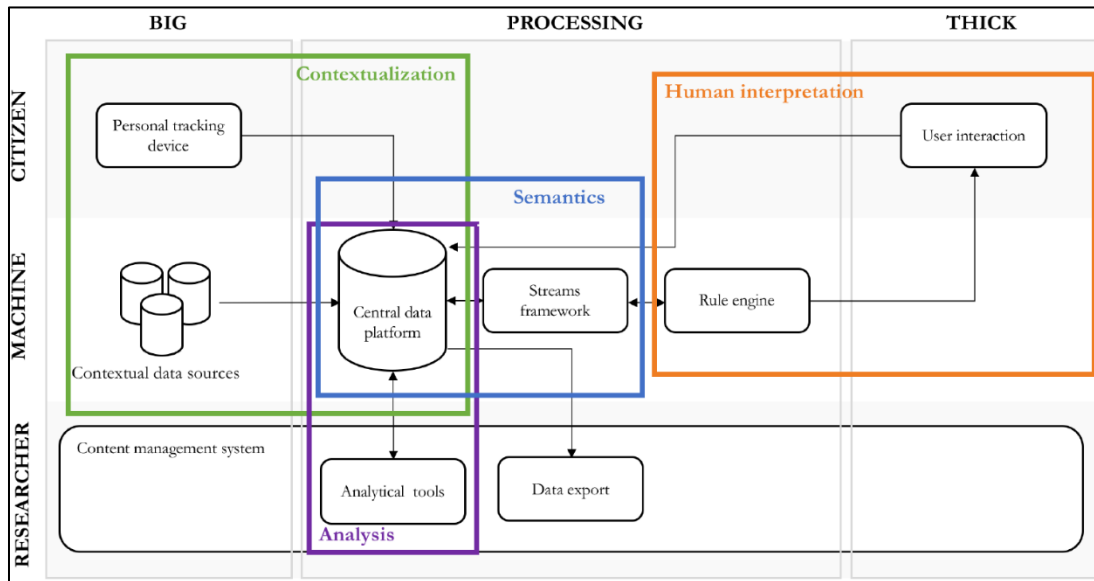 BIG
PROCESSING
THICK
CITIZEN
MACHINE
RESEARCHER
Contextualization
Human interpretation
Personal tracking
device
User interaction
Semantics
Central data
platform
Streams
framework
Rule engine
Contextual data sources
Content management system
Analytical tools
Data export
Analysis